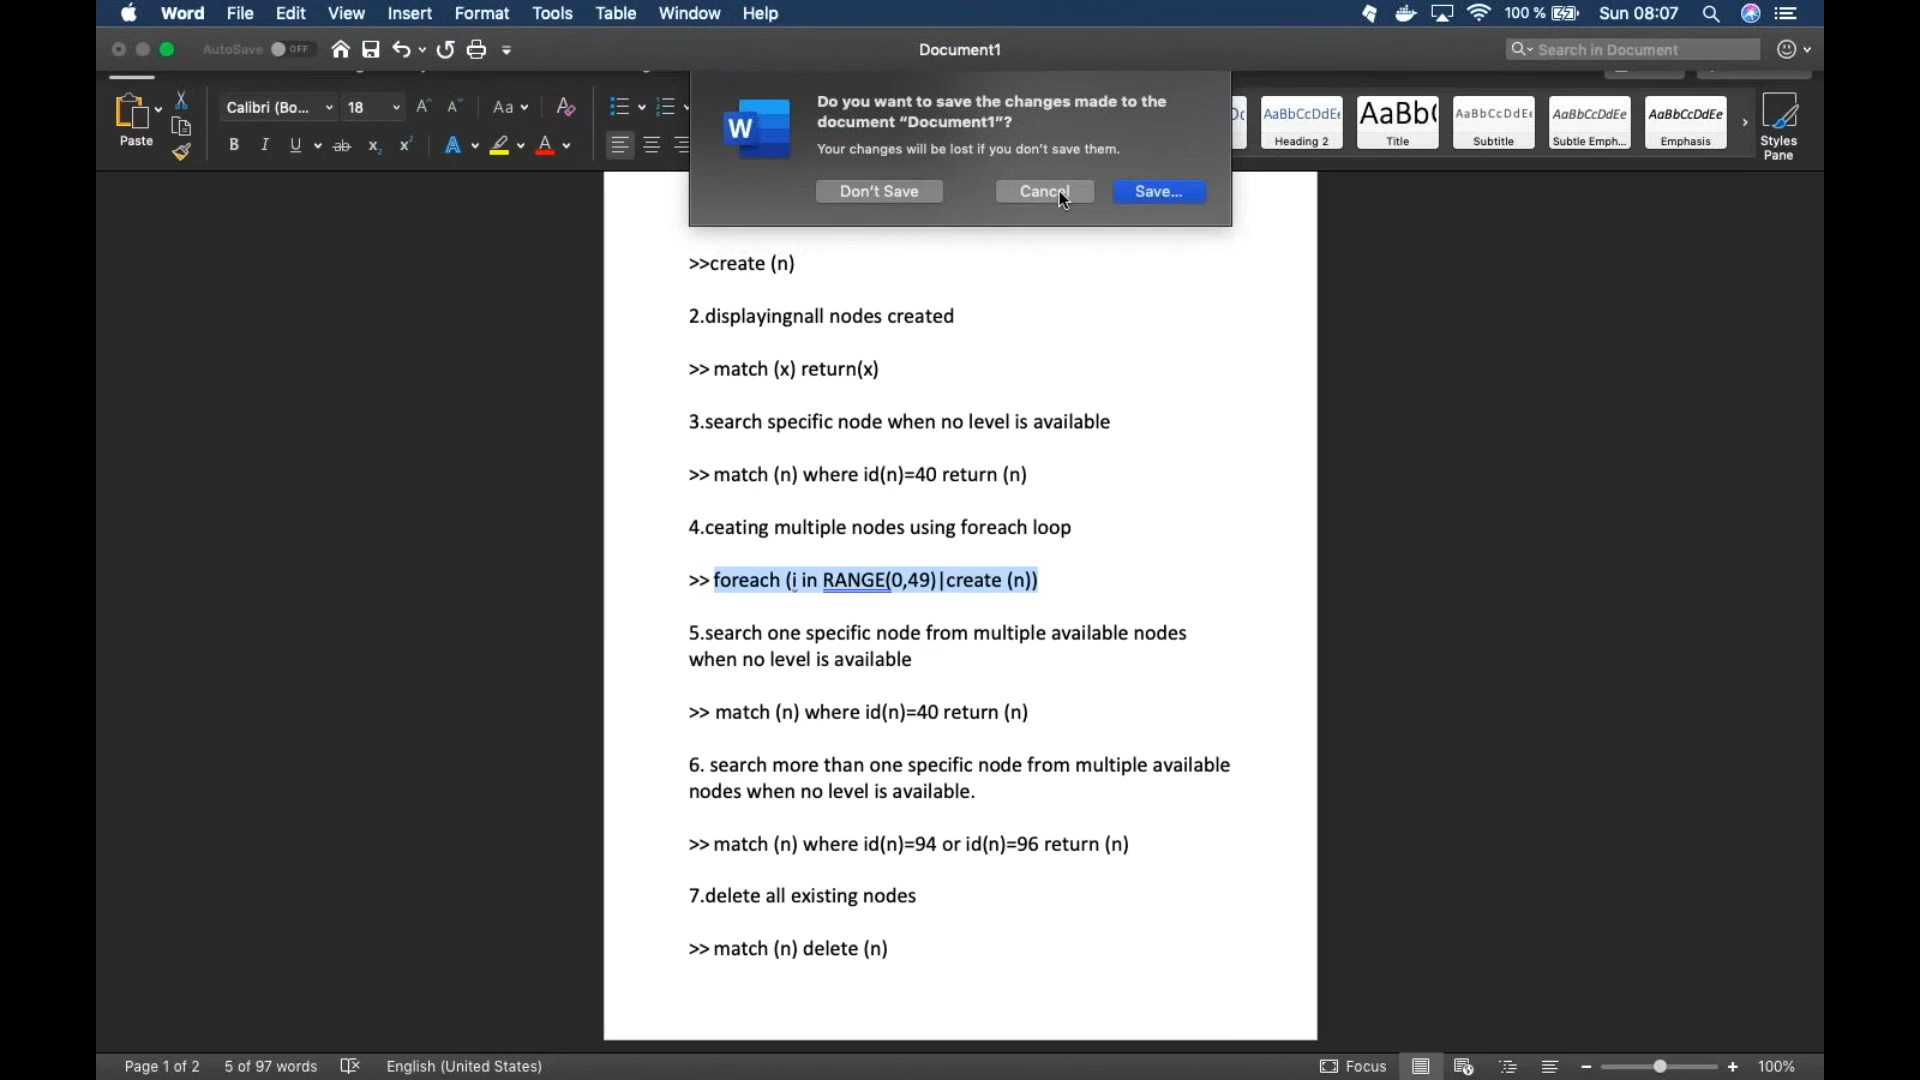 Word File Edit View Insert Format Tools Table Window Help 100 % Sun 08:07
AutoSave OFF Document1 Search in Document
Paste
Calibri (Bo... 18 Aa
B I U ab x x A A
W
Do you want to save the changes made to the
document “Document1”?
Your changes will be lost if you don’t save them.
Don’t Save Cancel Save...
AaBbCcDdEe AaBb( AaBbCcDdEe AaBbCcDdEe AaBbCcDdEe
Heading 2 Title Subtitle Subtle Emph... Emphasis
Styles
Pane
>>create (n)
2.displayingnall nodes created
>> match (x) return(x)
3.search specific node when no level is available
>> match (n) where id(n)=40 return (n)
4.ceating multiple nodes using foreach loop
>> foreach (i in RANGE(0,49)|create (n))
5.search one specific node from multiple available nodes
when no level is available
>> match (n) where id(n)=40 return (n)
6. search more than one specific node from multiple available
nodes when no level is available.
>> match (n) where id(n)=94 or id(n)=96 return (n)
7.delete all existing nodes
>> match (n) delete (n)
Page 1 of 2 5 of 97 words English (United States) Focus 100%